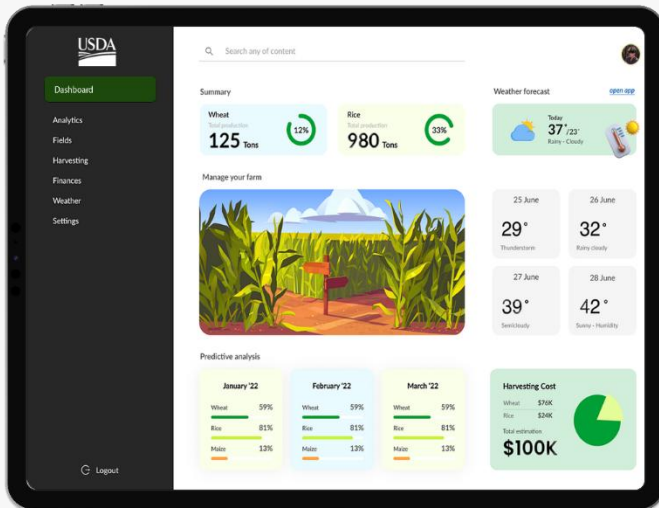 USDA
Search any of content
Dashboard
Analytics
Fields
Harvesting
Finances
Weather
Settings
Logout
Summary
Wheat
Total production
125 Tons
12%
Rice
Total production
980 Tons
33%
Weather forecast
open app
Today
37°/23°
Rainy - Cloudy
Manage your farm
25 June
29°
Thunderstorm
26 June
32°
Rainy cloudy
27 June
39°
Semicloudy
28 June
42°
Sunny - Humidity
Predictive analysis
January '22
Wheat 59%
Rice 81%
Maize 13%
February '22
Wheat 59%
Rice 81%
Maize 13%
March '22
Wheat 59%
Rice 81%
Maize 13%
Harvesting Cost
Wheat $76K
Rice $24K
Total estimation
$100K